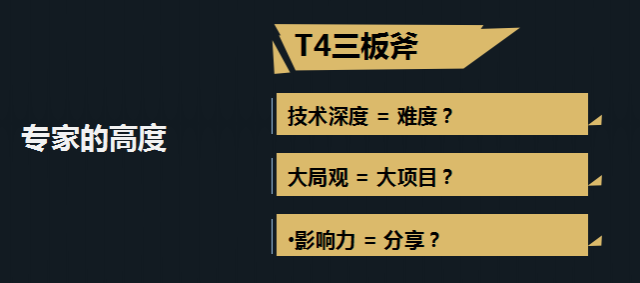 专家的高度
T4三板斧
技术深度 = 难度？
大局观 = 大项目？
•影响力 = 分享？